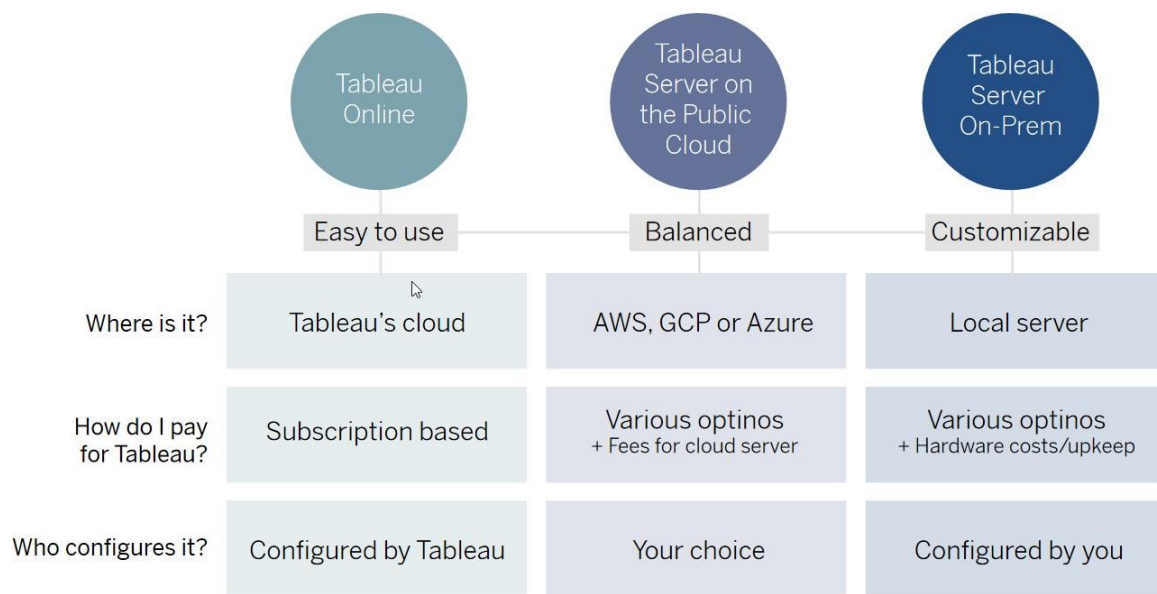 Tableau
Online
Tableau
Server on
the Public
Cloud
Tableau
Server
On-Prem
Easy to use
Balanced
Customizable
Where is it?
Tableau's cloud
AWS, GCP or Azure
Local server
How do I pay
for Tableau?
Subscription based
Various optinos
+ Fees for cloud server
Various optinos
+ Hardware costs/upkeep
Who configures it?
Configured by Tableau
Your choice
Configured by you